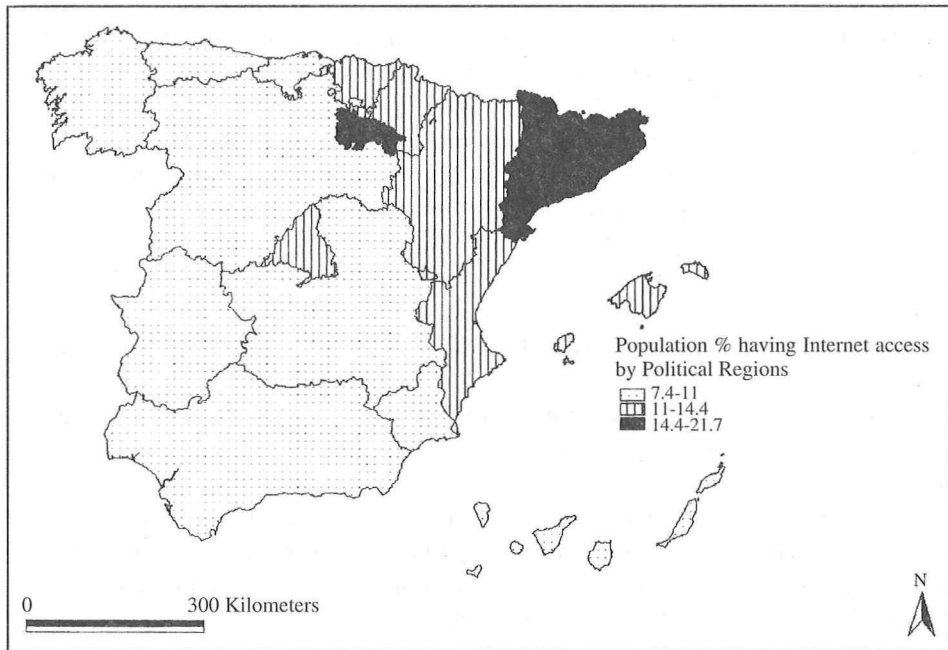 Population % having Internet access
by Political Regions
7.4-11
11-14.4
14.4-21.7
0 300 Kilometers
N